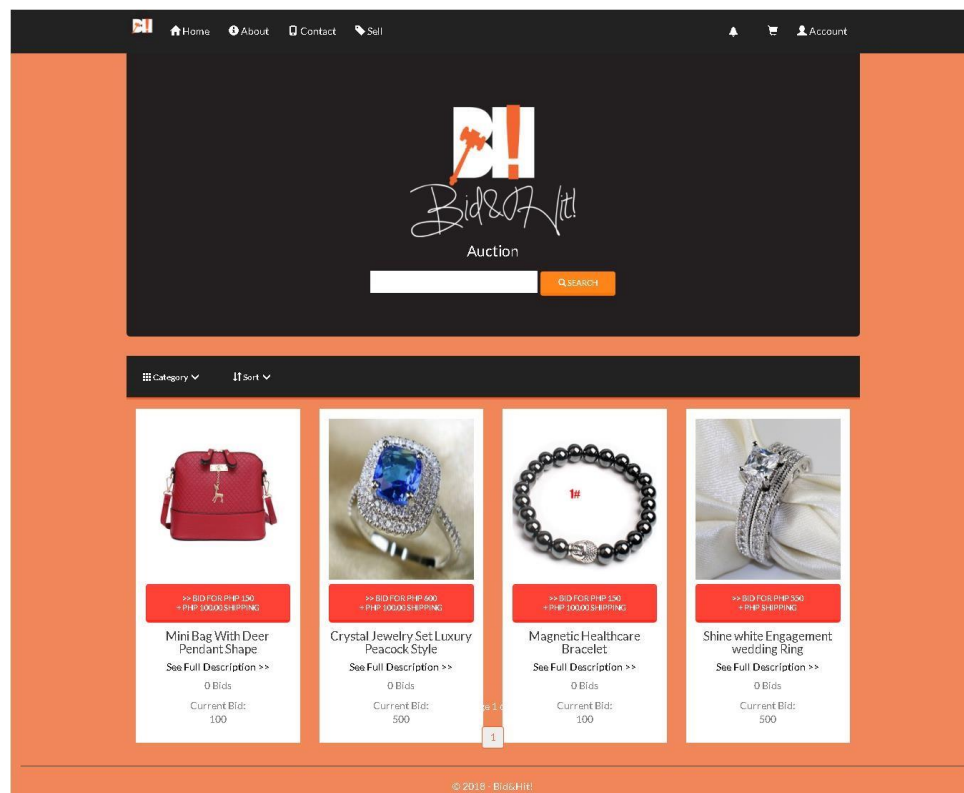 BH!
Home About Contact Sell Account
BH!
Bid&Hit!
Auction
SEARCH
Category Sort
1#
>> BID FOR PHP 150
+ PHP 100.00 SHIPPING
Mini Bag With Deer
Pendant Shape
See Full Description >>
0 Bids
Current Bid:
100
>> BID FOR PHP 600
+ PHP 100.00 SHIPPING
Crystal Jewelry Set Luxury
Peacock Style
See Full Description >>
0 Bids
Current Bid:
500
>> BID FOR PHP 150
+ PHP 100.00 SHIPPING
Magnetic Healthcare
Bracelet
See Full Description >>
0 Bids
Current Bid:
100
>> BID FOR PHP 550
+ PHP SHIPPING
Shine white Engagement
wedding Ring
See Full Description >>
0 Bids
Current Bid:
500
1
© 2018 - Bid&Hit!